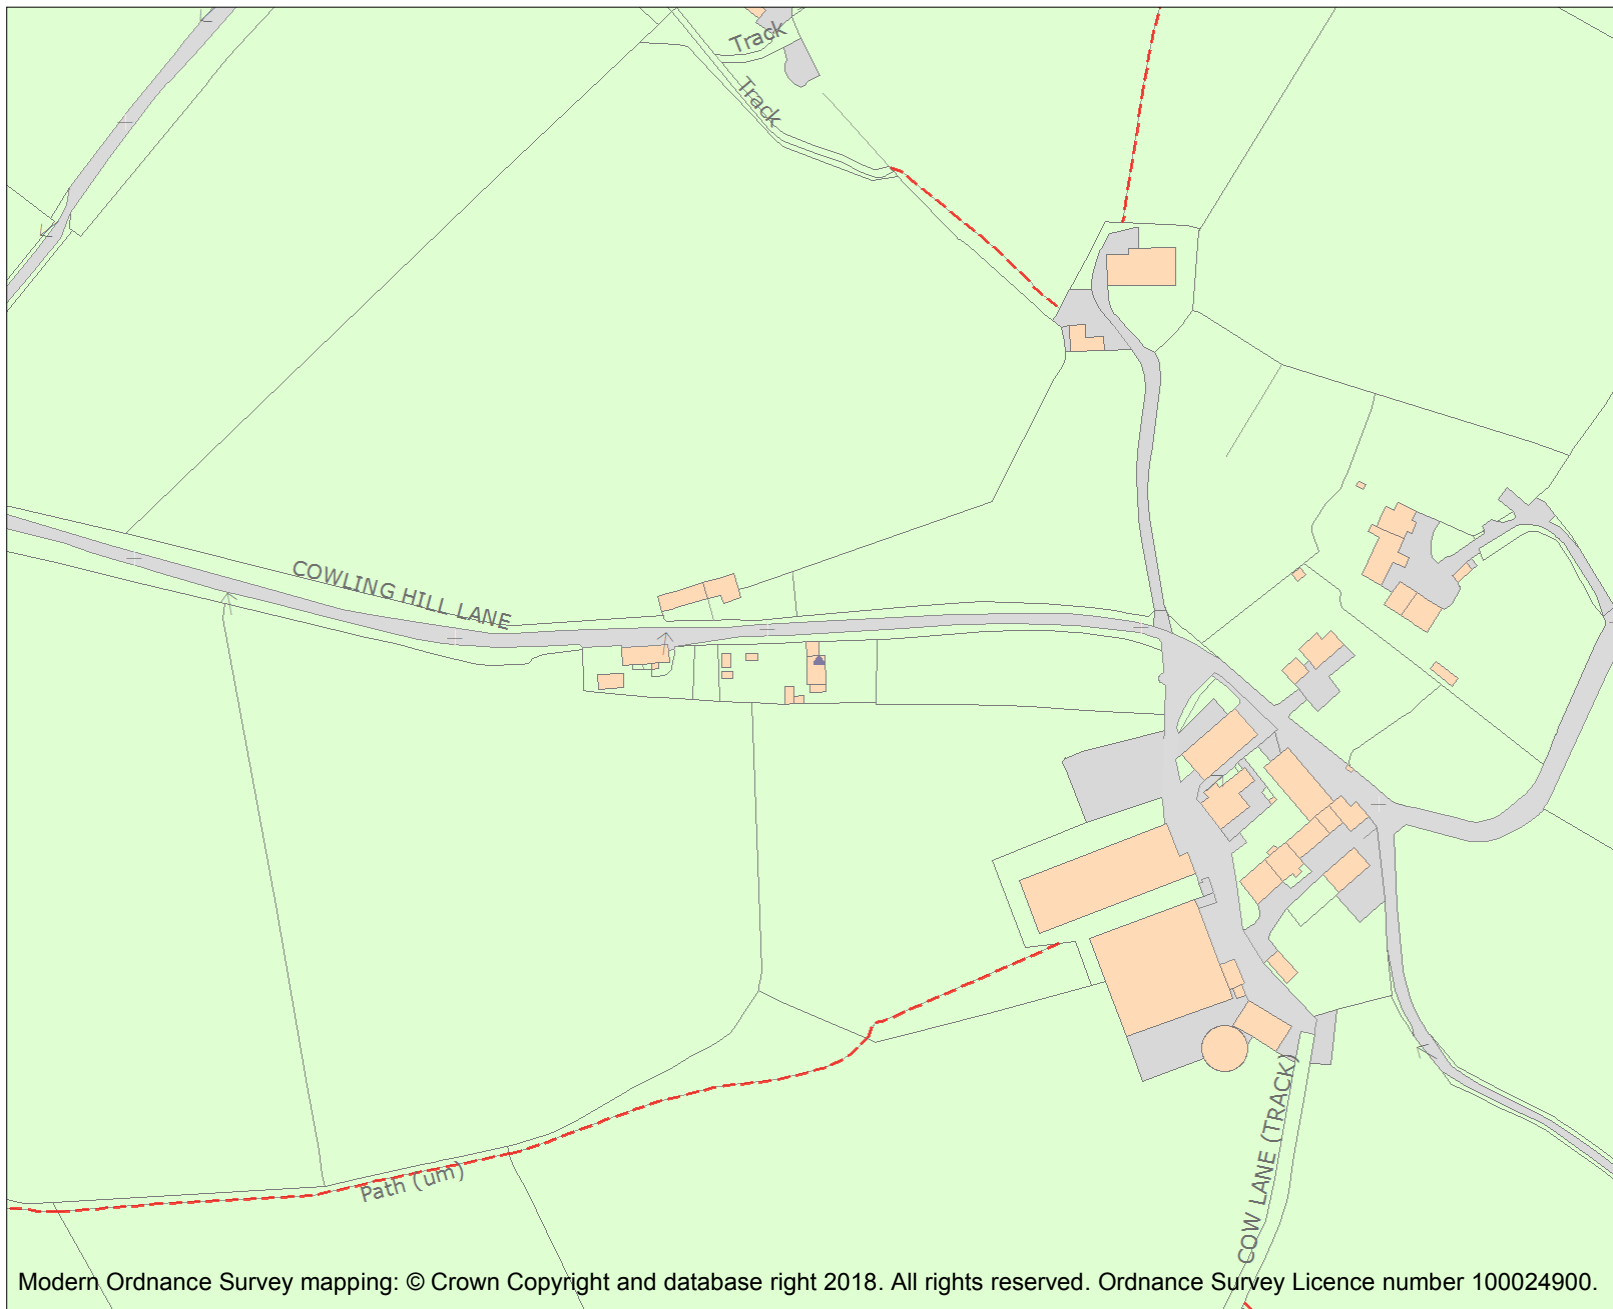 Track
Track
COWLING HILL LANE
Path (um)
COW LANE (TRACK)
Modern Ordnance Survey mapping: © Crown Copyright and database right 2018. All rights reserved. Ordnance Survey Licence number 100024900.